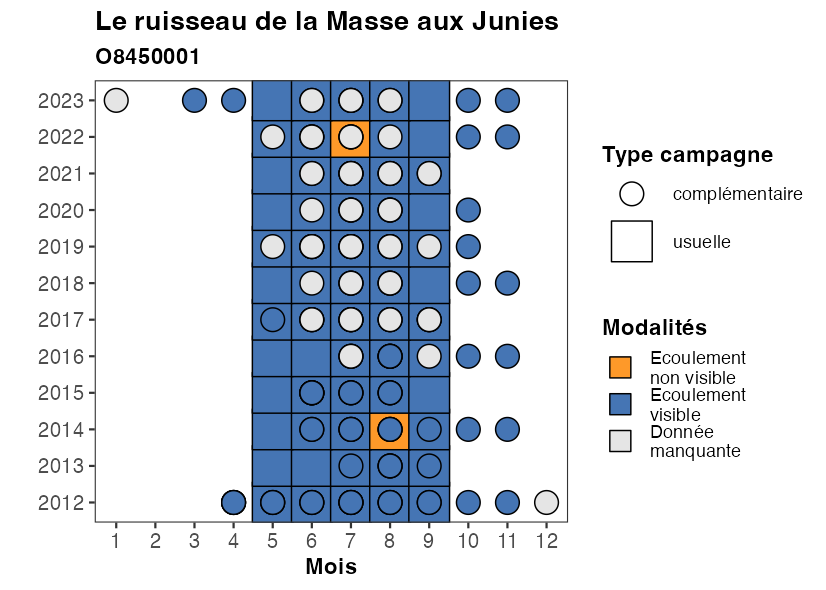 Le ruisseau de la Masse aux Junies
O8450001
2023
2022
2021
2020
2019
2018
2017
2016
2015
2014
2013
2012
1 2 3 4 5 6 7 8 9 10 11 12
Mois
Type campagne
complémentaire
usuelle
Modalités
Ecoulement
non visible
Ecoulement
visible
Donnée
manquante